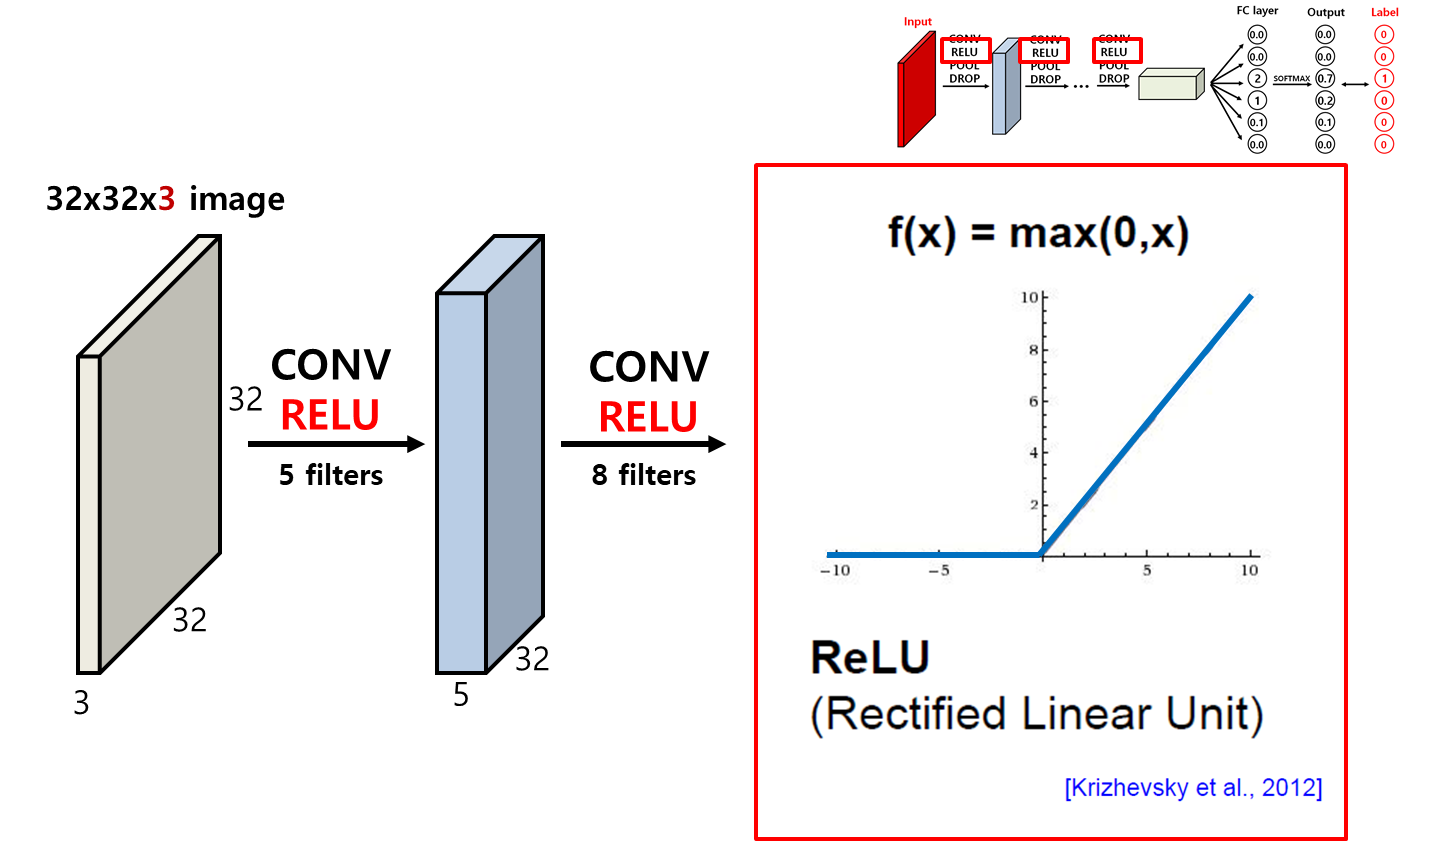 Input
CONV
RELU
POOL
DROP
CONV
RELU
POOL
DROP
...
CONV
RELU
POOL
DROP
FC layer
0.0
0.0
2
1
0.1
0.0
SOFTMAX
Output
0.0
0.0
0.7
0.2
0.1
0.0
Label
0
0
1
0
0
0
32x32x3 image
32
32
3
CONV
RELU
5 filters
32
5
CONV
RELU
8 filters
f(x) = max(0,x)
10
8
6
4
2
−10
−5
5
10
ReLU
(Rectified Linear Unit)
[Krizhevsky et al., 2012]